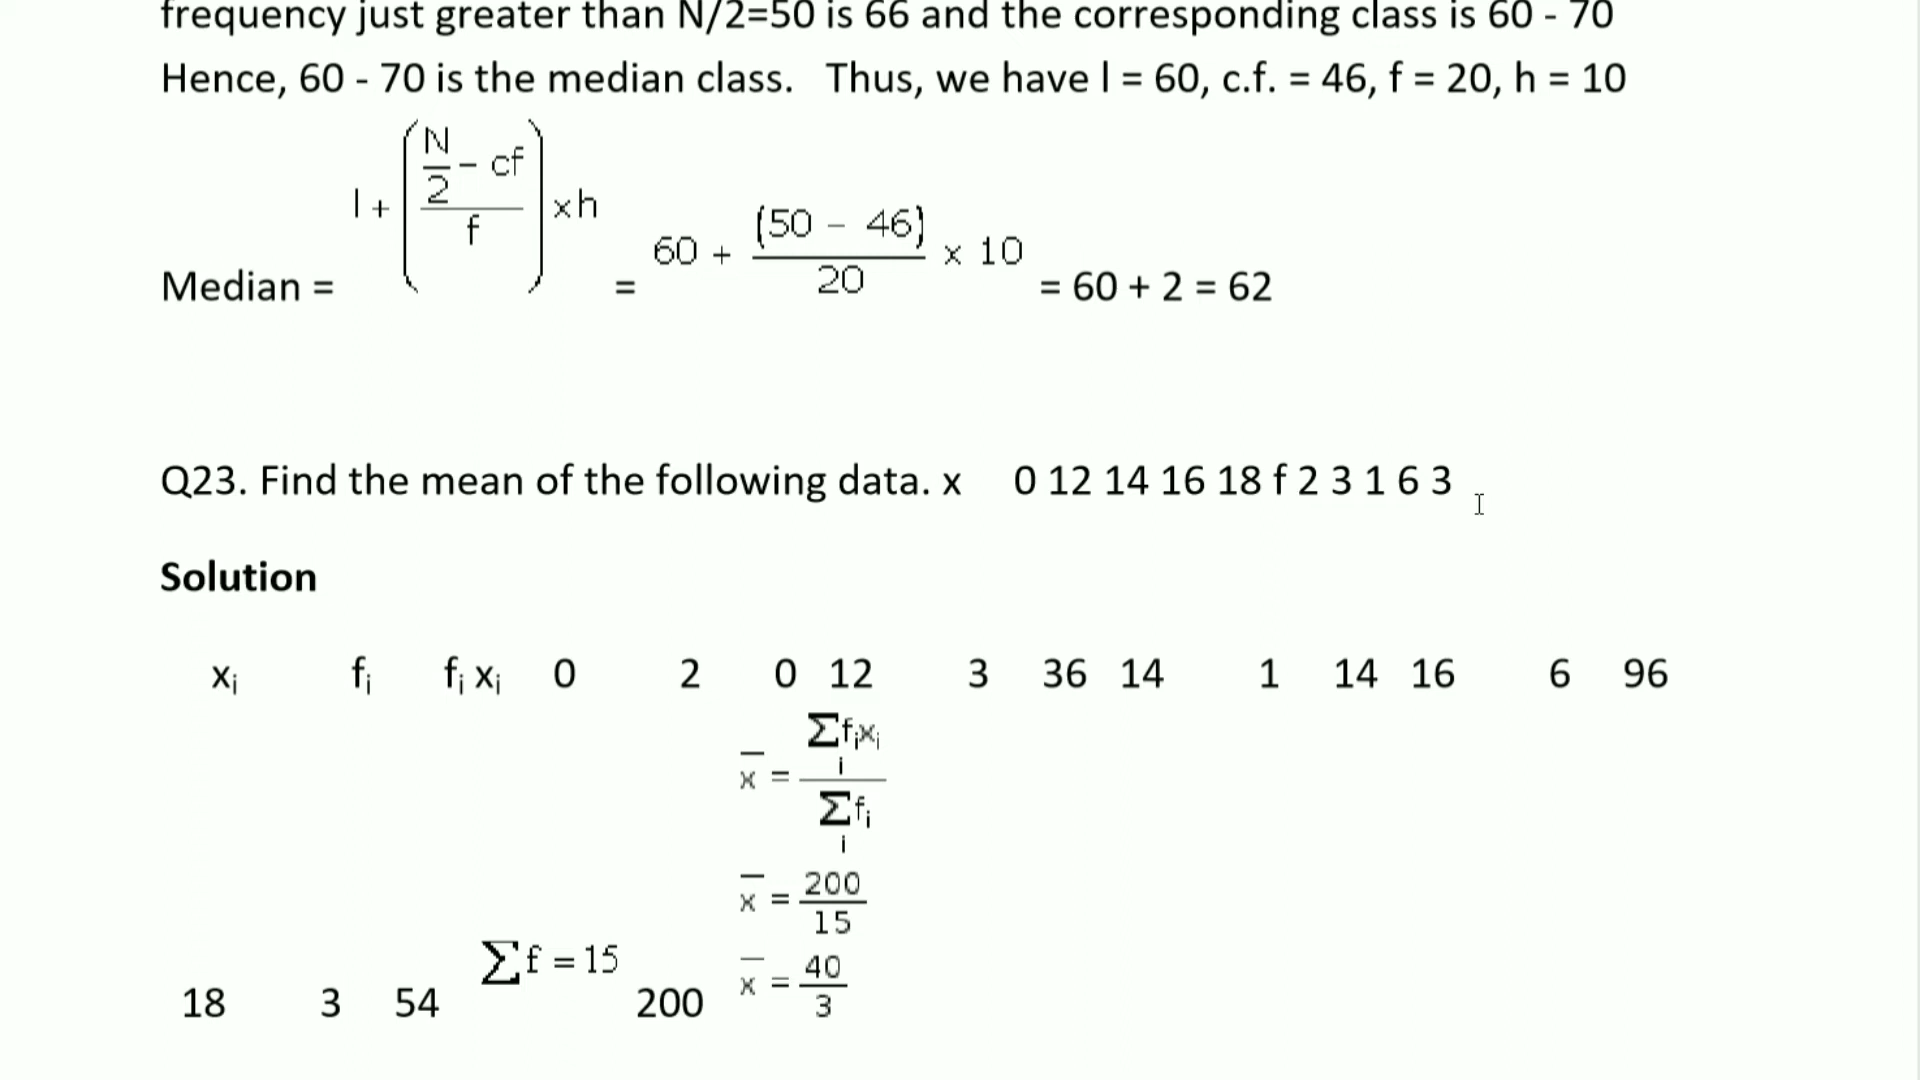 frequency just greater than N/2=50 is 66 and the corresponding class is 60 - 70
Hence, 60 - 70 is the median class. Thus, we have l = 60, c.f. = 46, f = 20, h = 10
Median = l + ( (N/2 - cf) / f ) x h = 60 + (50 - 46) / 20 x 10 = 60 + 2 = 62
Q23. Find the mean of the following data. x 0 12 14 16 18 f 2 3 1 6 3
Solution
xᵢ fᵢ fᵢ xᵢ 0 2 0 12 3 36 14 1 14 16 6 96
x̄ = Σfᵢxᵢ i / Σfᵢ i
x̄ = 200 / 15
18 3 54 Σf = 15 200 x̄ = 40 / 3